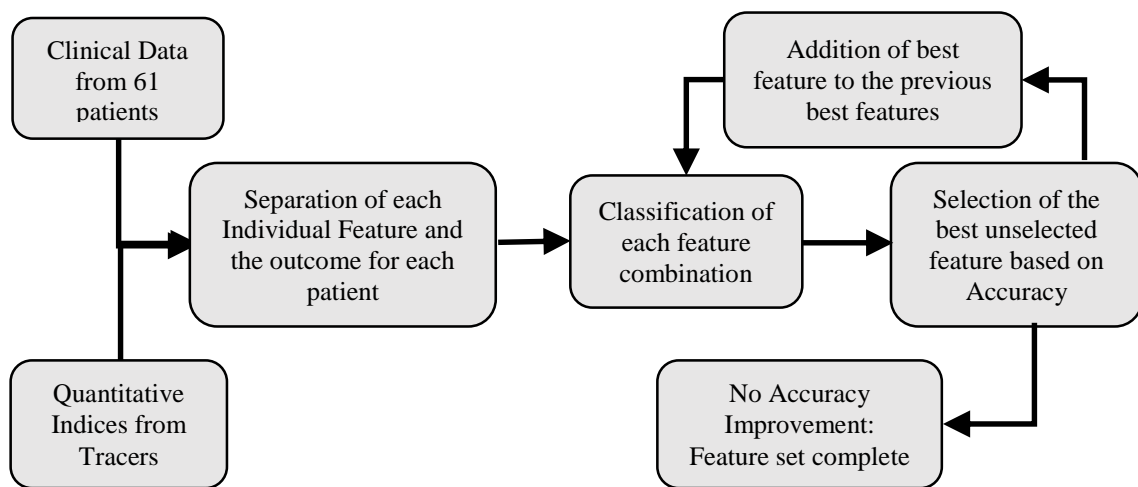 Clinical Data
from 61
patients
Quantitative
Indices from
Tracers
Separation of each
Individual Feature and
the outcome for each
patient
Classification of
each feature
combination
Addition of best
feature to the previous
best features
Selection of the
best unselected
feature based on
Accuracy
No Accuracy
Improvement:
Feature set complete